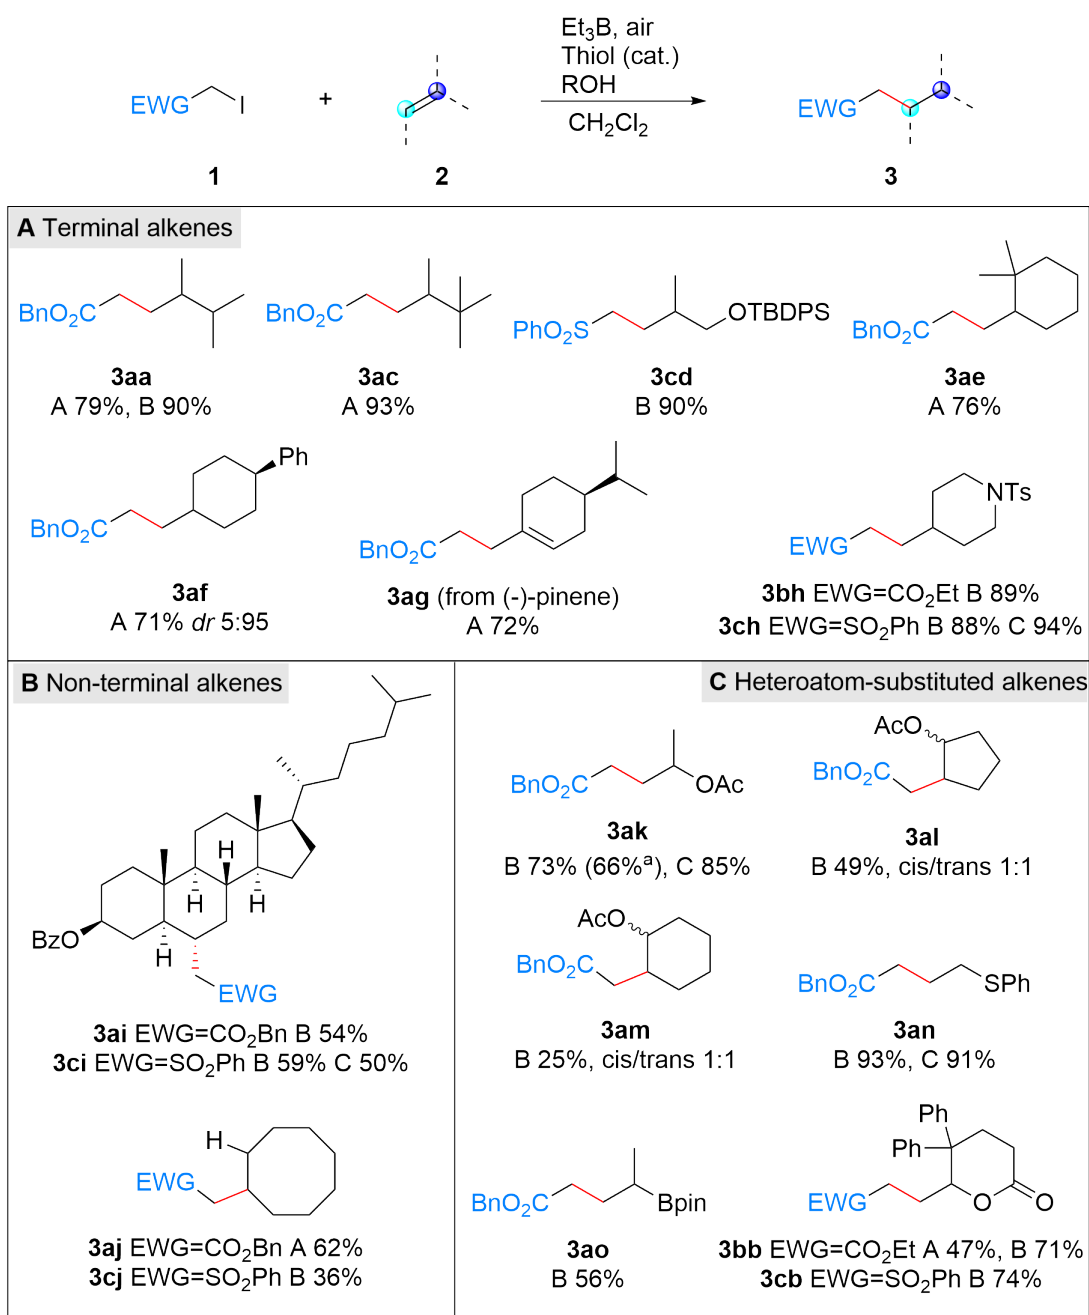 Et₃B, air
Thiol (cat.)
ROH
CH₂Cl₂
EWG I
+
1 2 3
EWG
A Terminal alkenes
BnO₂C
3aa
A 79%, B 90%
BnO₂C
3ac
A 93%
PhO₂S OTBDPS
3cd
B 90%
BnO₂C
3ae
A 76%
Ph
BnO₂C
3af
A 71% dr 5:95
BnO₂C
3ag (from (-)-pinene)
A 72%
NTs
EWG
3bh EWG=CO₂Et B 89%
3ch EWG=SO₂Ph B 88% C 94%
B Non-terminal alkenes
H
H H
BzO
H
EWG
3ai EWG=CO₂Bn B 54%
3ci EWG=SO₂Ph B 59% C 50%
H
EWG
3aj EWG=CO₂Bn A 62%
3cj EWG=SO₂Ph B 36%
C Heteroatom-substituted alkenes
BnO₂C OAc
3ak
B 73% (66%ᵃ), C 85%
AcO
BnO₂C
3al
B 49%, cis/trans 1:1
AcO
BnO₂C
3am
B 25%, cis/trans 1:1
BnO₂C SPh
3an
B 93%, C 91%
BnO₂C Bpin
3ao
B 56%
Ph
Ph
EWG O O
3bb EWG=CO₂Et A 47%, B 71%
3cb EWG=SO₂Ph B 74%